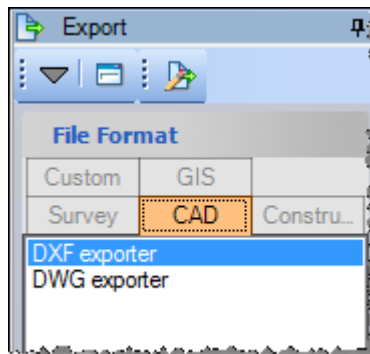 Export
File Format
Custom GIS
Survey CAD Constru...
DXF exporter
DWG exporter